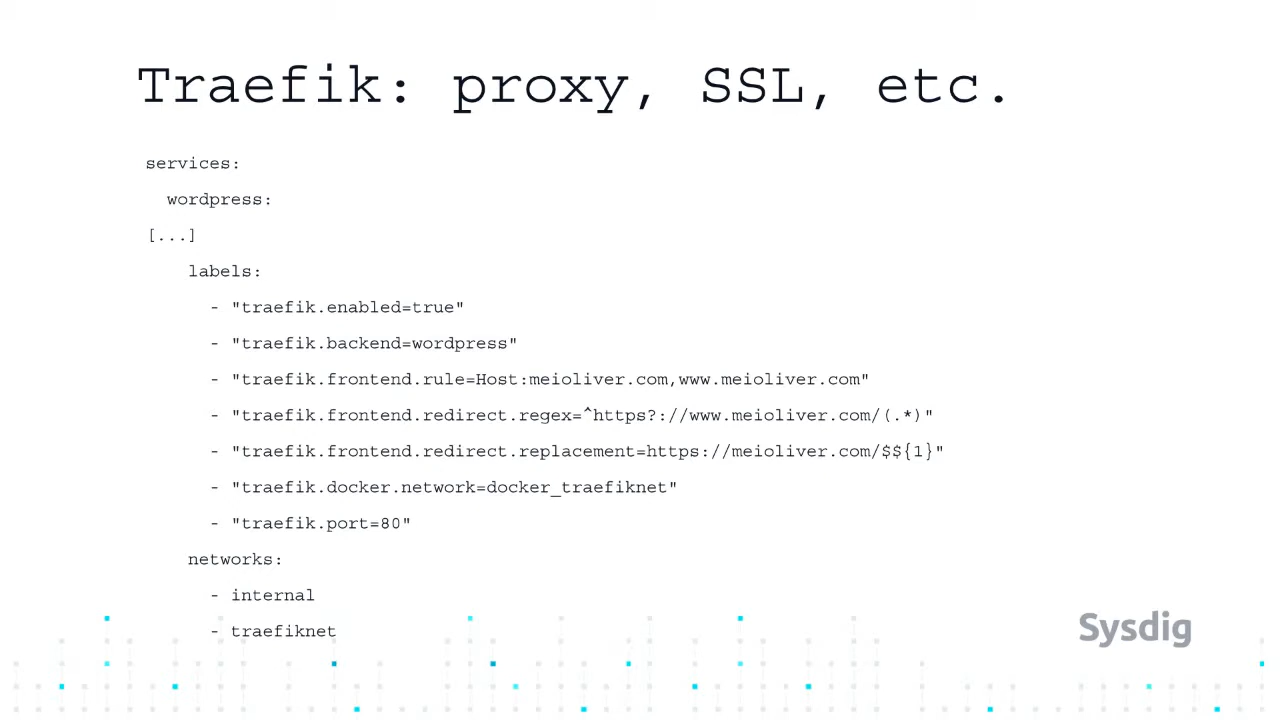 Traefik: proxy, SSL, etc.
services:
  wordpress:
[...]
    labels:
      - "traefik.enabled=true"
      - "traefik.backend=wordpress"
      - "traefik.frontend.rule=Host:meioliver.com,www.meioliver.com"
      - "traefik.frontend.redirect.regex=^https?://www.meioliver.com/(.*)"
      - "traefik.frontend.redirect.replacement=https://meioliver.com/$${1}"
      - "traefik.docker.network=docker_traefiknet"
      - "traefik.port=80"
    networks:
      - internal
      - traefiknet
Sysdig